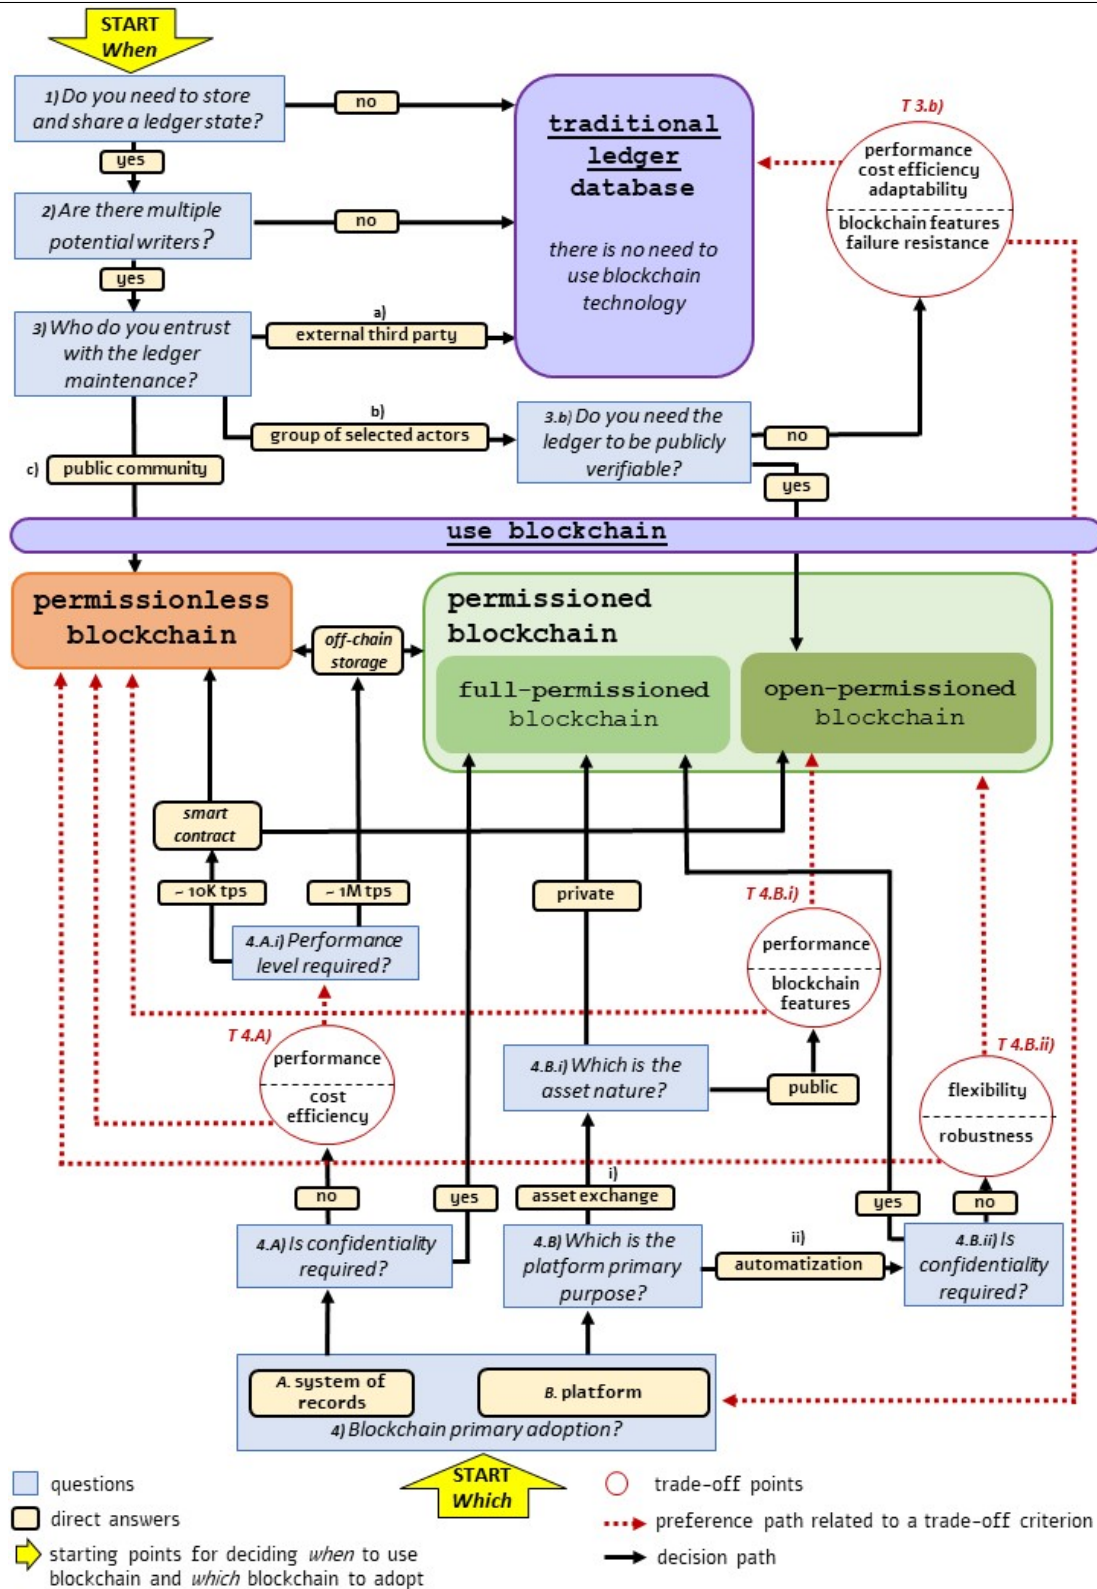 START
When
1) Do you need to store
and share a ledger state?
no
traditional
ledger
database
there is no need to
use blockchain
technology
T 3.b)
performance
cost efficiency
adaptability
blockchain features
failure resistance
yes
2) Are there multiple
potential writers?
no
yes
3) Who do you entrust
with the ledger
maintenance?
a)
external third party
b)
group of selected actors
3.b) Do you need the
ledger to be publicly
verifiable?
no
yes
c)
public community
use blockchain
permissionless
blockchain
off-chain
storage
permissioned
blockchain
full-permissioned
blockchain
open-permissioned
blockchain
smart
contract
~ 10K tps
~ 1M tps
private
T 4.B.i)
4.A.i) Performance
level required?
performance
blockchain
features
T 4.A)
performance
cost
efficiency
4.B.i) Which is the
asset nature?
public
T 4.B.ii)
flexibility
robustness
no
yes
i)
asset exchange
yes
no
4.A) Is confidentiality
required?
4.B) Which is the
platform primary
purpose?
ii)
automatization
4.B.ii) Is
confidentiality
required?
A. system of
records
B. platform
4) Blockchain primary adoption?
START
Which
questions
direct answers
starting points for deciding when to use
blockchain and which blockchain to adopt
trade-off points
preference path related to a trade-off criterion
decision path